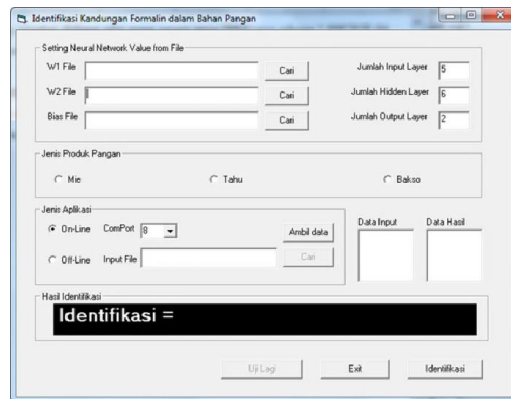 Identifikasi Kandungan Formalin dalam Bahan Pangan
Setting Neural Network Value from File
W1 File Cari Jumlah Input Layer 5
W2 File Cari Jumlah Hidden Layer 6
Bias File Cari Jumlah Output Layer 2
Jenis Produk Pangan
Mie Tahu Bakso
Jenis Aplikasi
On-Line ComPort 8 Ambil data
Off-Line Input File Cari
Data Input Data Hasil
Hasil Identifikasi
Identifikasi =
Uji Lagi Exit Identifikasi